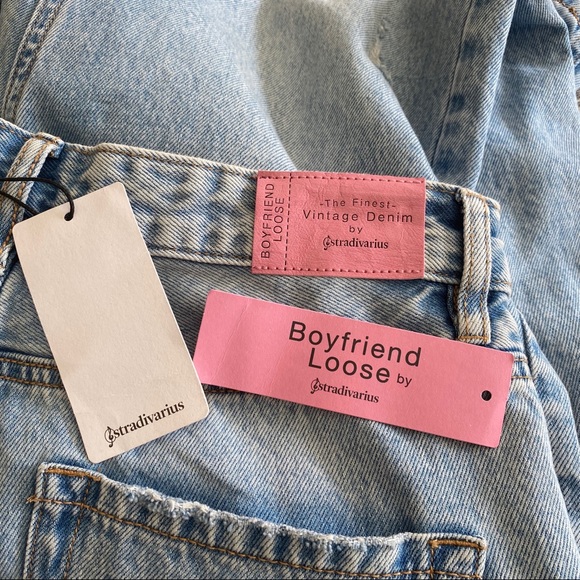 BOYFRIEND
LOOSE
-The Finest-
Vintage Denim
by
stradivarius
Boyfriend
Loose by
stradivarius
stradivarius